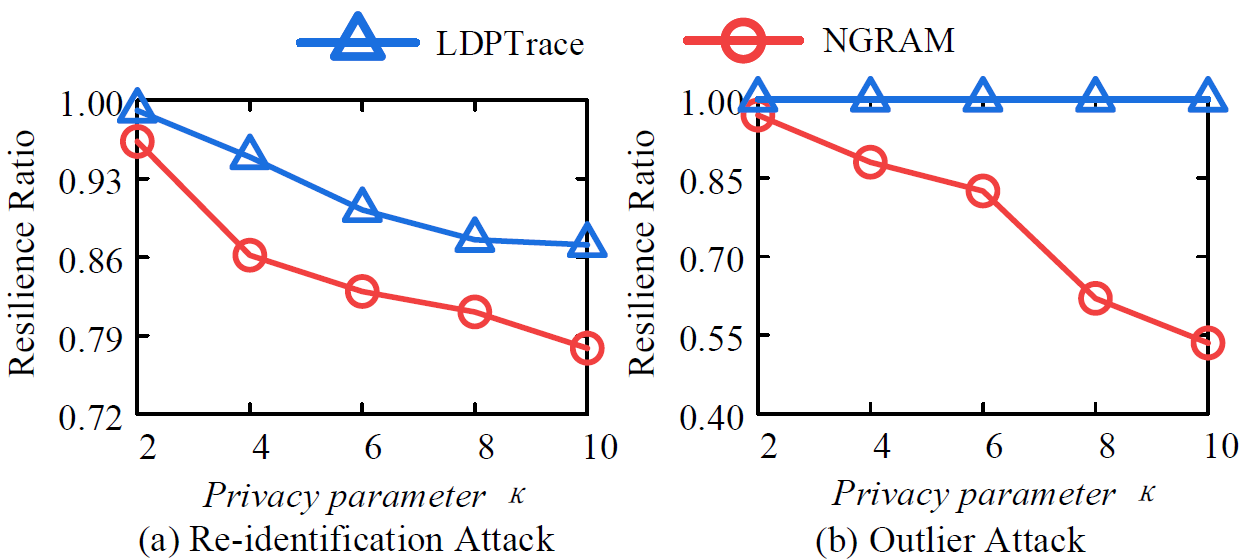 LDPTrace NGRAM
Resilience Ratio
1.00
0.93
0.86
0.79
0.72
2 4 6 8 10
Privacy parameter κ
(a) Re-identification Attack
Resilience Ratio
1.00
0.85
0.70
0.55
0.40
2 4 6 8 10
Privacy parameter κ
(b) Outlier Attack